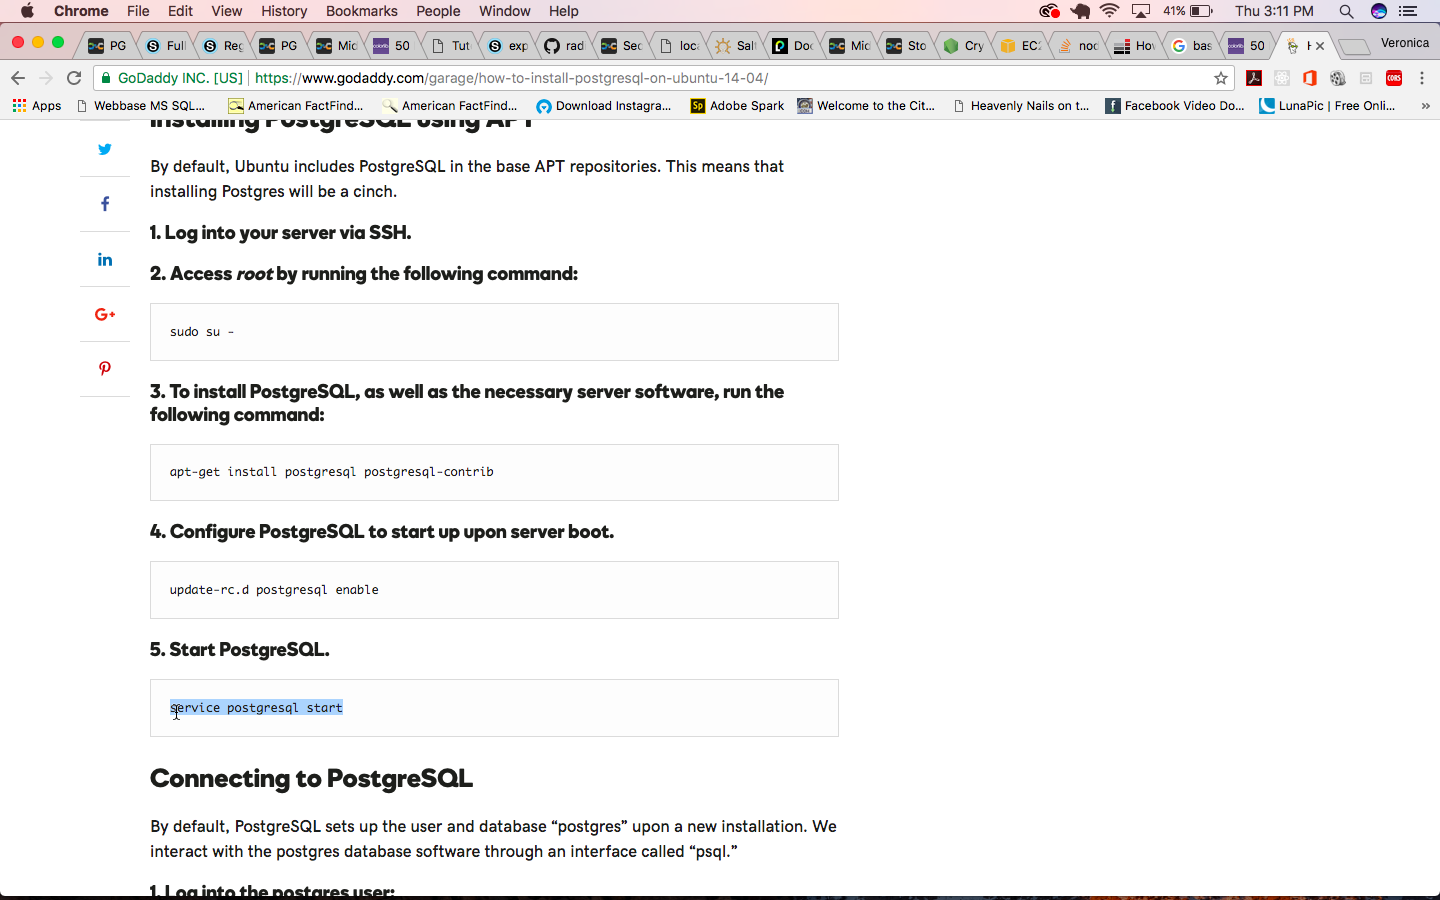 Chrome File Edit View History Bookmarks People Window Help 41% Thu 3:11 PM
PG Full Reg PG Mic 50 Tut exp rad Sec loca Salt Doc Mic Sto Cry EC2 nod How bas 50 H Veronica
GoDaddy INC. [US] https://www.godaddy.com/garage/how-to-install-postgresql-on-ubuntu-14-04/
Apps Webbase MS SQL... American FactFind... American FactFind... Download Instagra... Sp Adobe Spark Welcome to the Cit... Heavenly Nails on t... Facebook Video Do... LunaPic | Free Onli... »
Installing PostgreSQL using APT
By default, Ubuntu includes PostgreSQL in the base APT repositories. This means that
installing Postgres will be a cinch.
1. Log into your server via SSH.
2. Access root by running the following command:
sudo su -
3. To install PostgreSQL, as well as the necessary server software, run the
following command:
apt-get install postgresql postgresql-contrib
4. Configure PostgreSQL to start up upon server boot.
update-rc.d postgresql enable
5. Start PostgreSQL.
service postgresql start
Connecting to PostgreSQL
By default, PostgreSQL sets up the user and database “postgres” upon a new installation. We
interact with the postgres database software through an interface called “psql.”
1. Log into the postgres user: